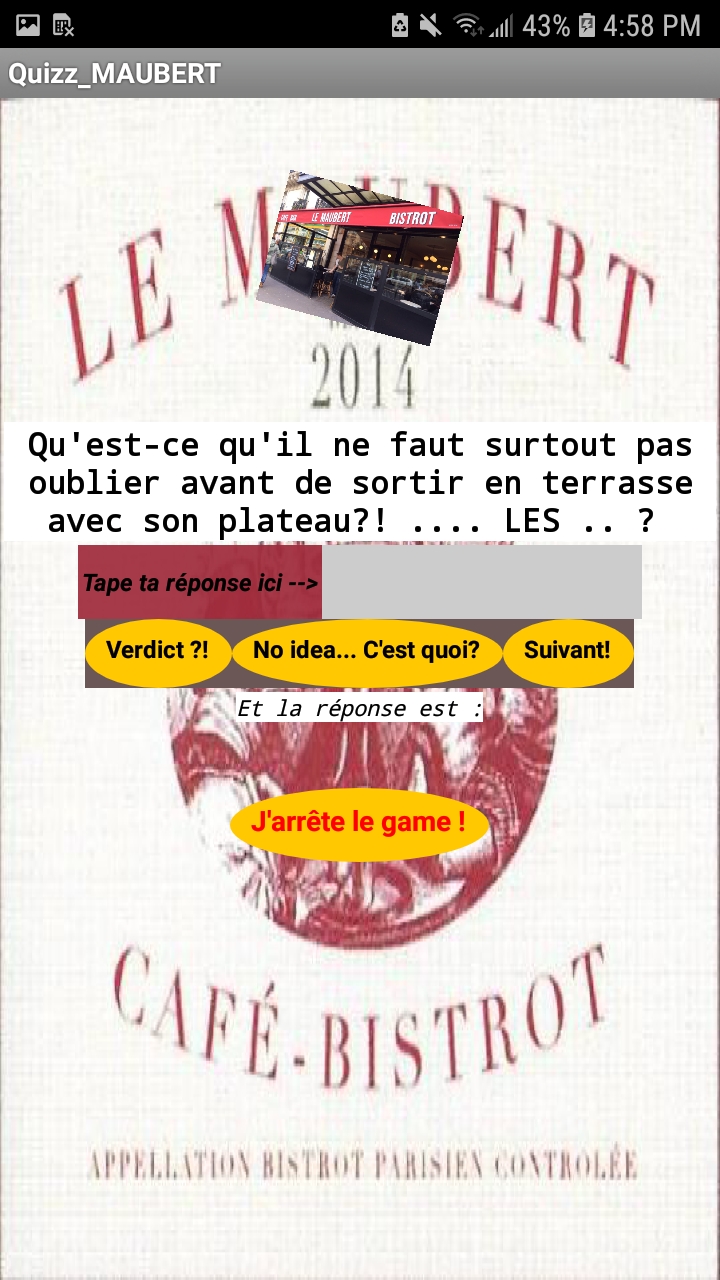 43% 4:58 PM
Quizz_MAUBERT
LE MAUBERT
LE MAUBERT BISTROT
2014
Qu'est-ce qu'il ne faut surtout pas
oublier avant de sortir en terrasse
avec son plateau?! .... LES .. ?
Tape ta réponse ici -->
Verdict ?! No idea... C'est quoi? Suivant!
Et la réponse est :
J'arrête le game !
CAFÉ-BISTROT
APPELLATION BISTROT PARISIEN CONTROLÉE